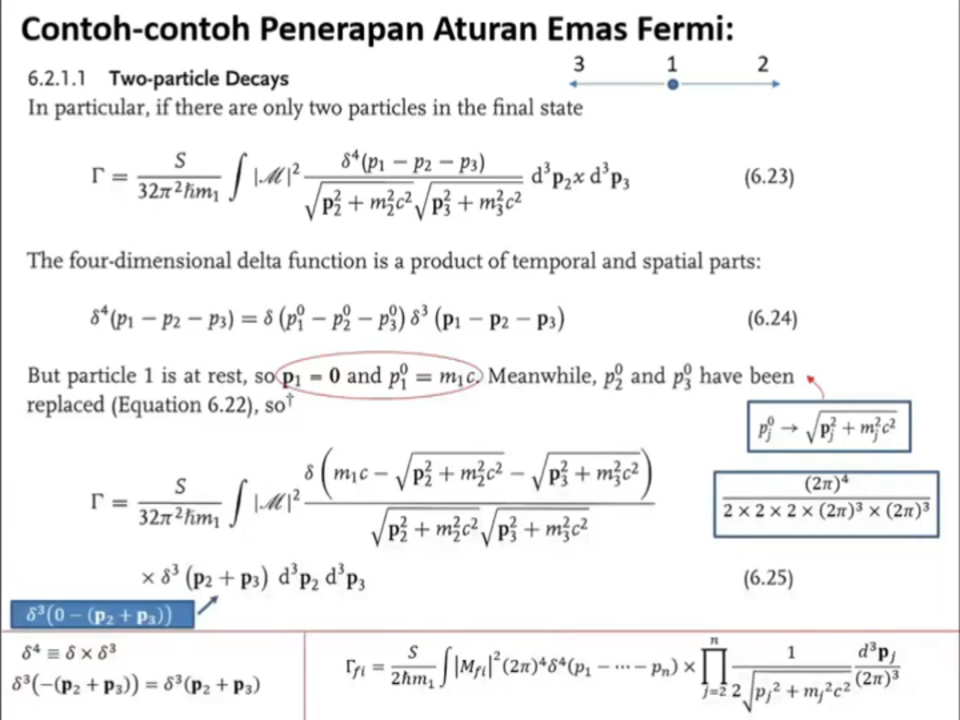 Contoh-contoh Penerapan Aturan Emas Fermi:
6.2.1.1 Two-particle Decays
3 1 2
In particular, if there are only two particles in the final state
Γ = S/(32π²ℏm₁) ∫ |ℳ|² δ⁴(p₁ − p₂ − p₃)/(√(𝐩₂² + m₂²c²) √(𝐩₃² + m₃²c²)) d³𝐩₂x d³𝐩₃ (6.23)
The four-dimensional delta function is a product of temporal and spatial parts:
δ⁴(p₁ − p₂ − p₃) = δ (p₁⁰ − p₂⁰ − p₃⁰) δ³ (𝐩₁ − 𝐩₂ − 𝐩₃) (6.24)
But particle 1 is at rest, so 𝐩₁ = 𝟎 and p₁⁰ = m₁c. Meanwhile, p₂⁰ and p₃⁰ have been
replaced (Equation 6.22), so†
pⱼ⁰ → √(𝐩ⱼ² + mⱼ²c²)
Γ = S/(32π²ℏm₁) ∫ |ℳ|² δ(m₁c − √(𝐩₂² + m₂²c²) − √(𝐩₃² + m₃²c²))/(√(𝐩₂² + m₂²c²) √(𝐩₃² + m₃²c²))
(2π)⁴/(2 × 2 × 2 × (2π)³ × (2π)³)
× δ³ (𝐩₂ + 𝐩₃) d³𝐩₂ d³𝐩₃ (6.25)
δ³(0 − (𝐩₂ + 𝐩₃))
δ⁴ ≡ δ × δ³
δ³(−(𝐩₂ + 𝐩₃)) = δ³(𝐩₂ + 𝐩₃)
Γ_fi = S/(2ℏm₁) ∫|M_fi|²(2π)⁴δ⁴(p₁ − ⋯ − pₙ) × ∏_{j=2}^{n} 1/(2√(pⱼ² + mⱼ²c²)) d³𝐩ⱼ/(2π)³